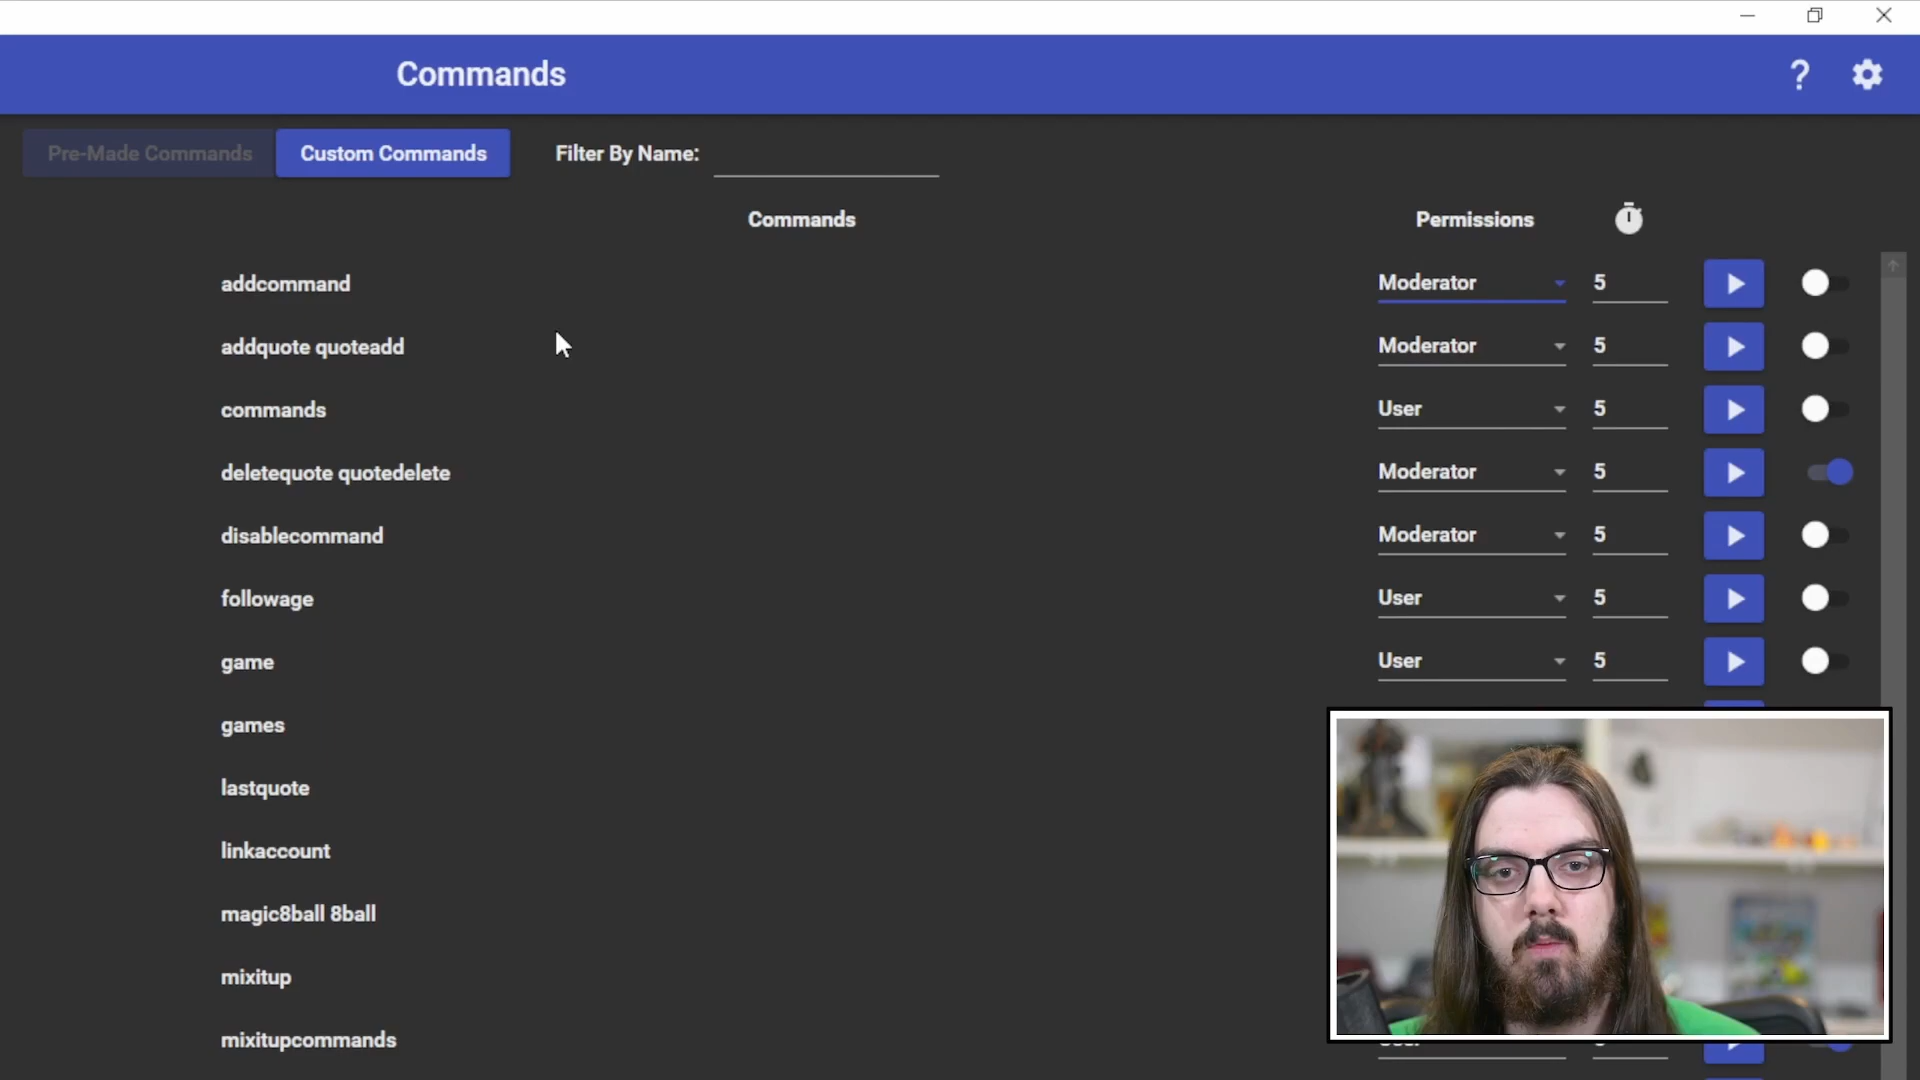 Commands
?
Pre-Made Commands Custom Commands Filter By Name:
Commands Permissions
addcommand Moderator 5
addquote quoteadd Moderator 5
commands User 5
deletequote quotedelete Moderator 5
disablecommand Moderator 5
followage User 5
game User 5
games
lastquote
linkaccount
magic8ball 8ball
mixitup
mixitupcommands